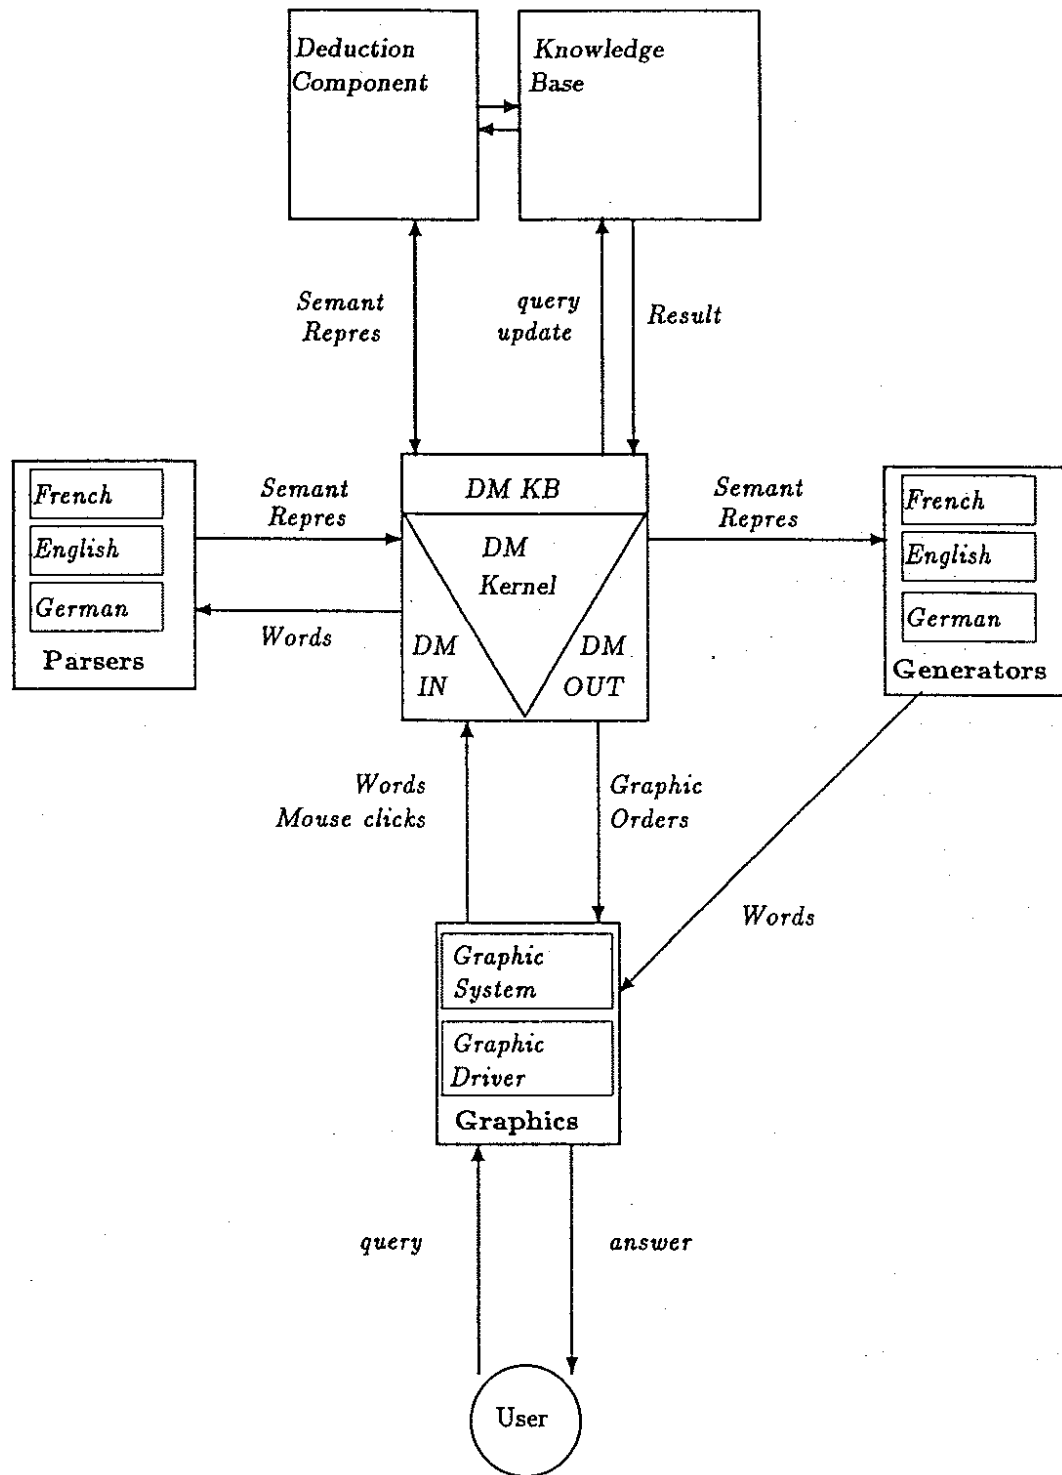 Deduction
Component
Knowledge
Base
Semant
Repres
query
update
Result
French
English
German
Parsers
Semant
Repres
Words
DM KB
DM
Kernel
DM
IN
DM
OUT
Semant
Repres
French
English
German
Generators
Words
Mouse clicks
Graphic
Orders
Words
Graphic
System
Graphic
Driver
Graphics
query
answer
User